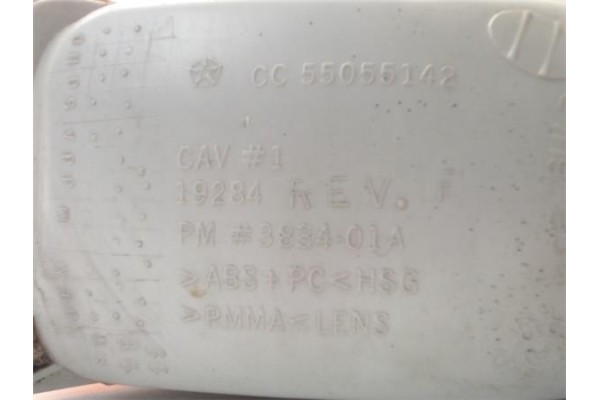 CC 55055142
CAV #1
19284 REV. F
PM #3834-01A
>ABS+PC<HSG
>PMMA<LENS